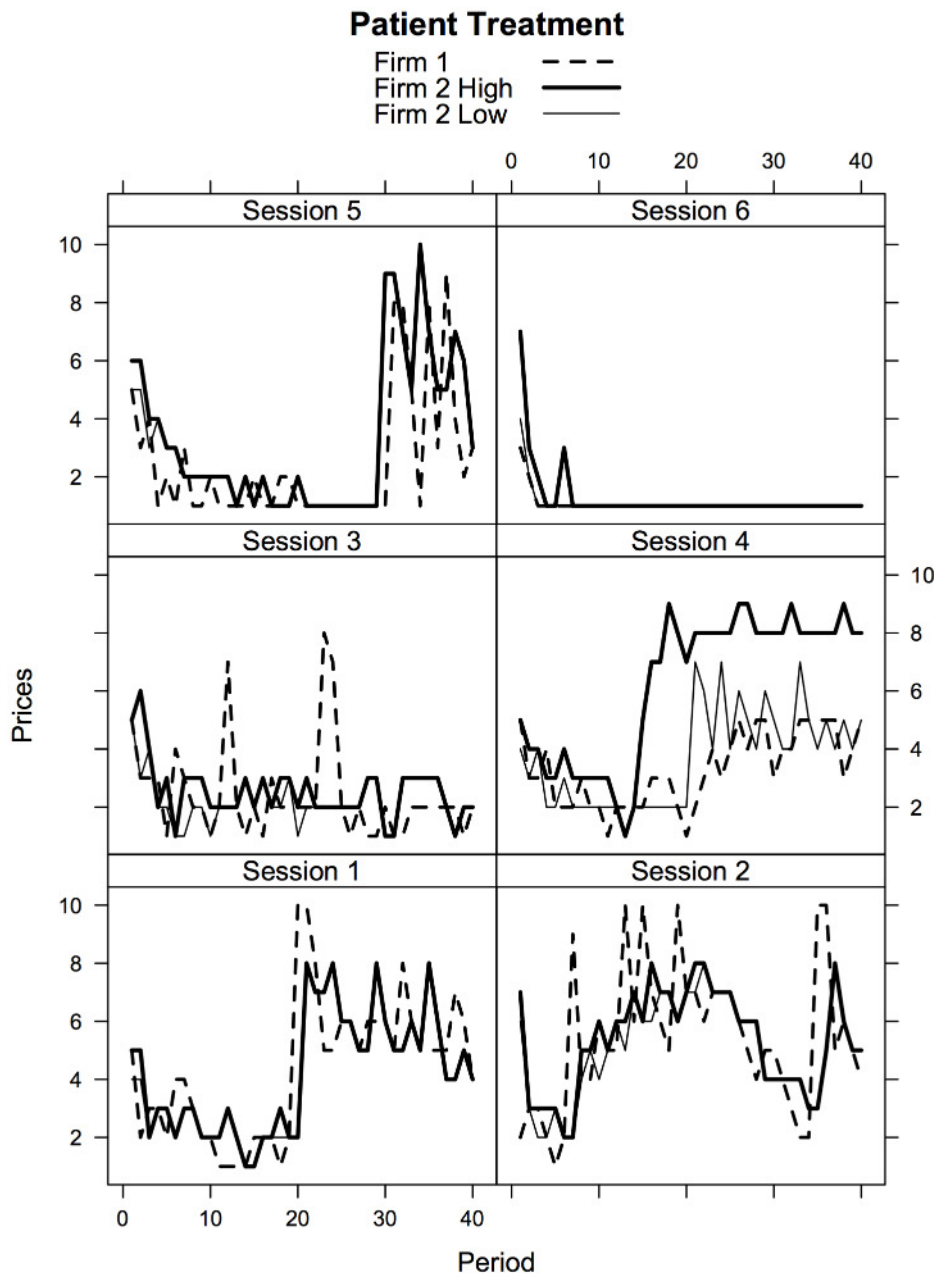 Patient Treatment
Firm 1
Firm 2 High
Firm 2 Low
0 10 20 30 40
Session 5 Session 6
10
8
6
4
2
Session 3 Session 4
10
8
6
4
2
Prices
Session 1 Session 2
10
8
6
4
2
0 10 20 30 40
Period